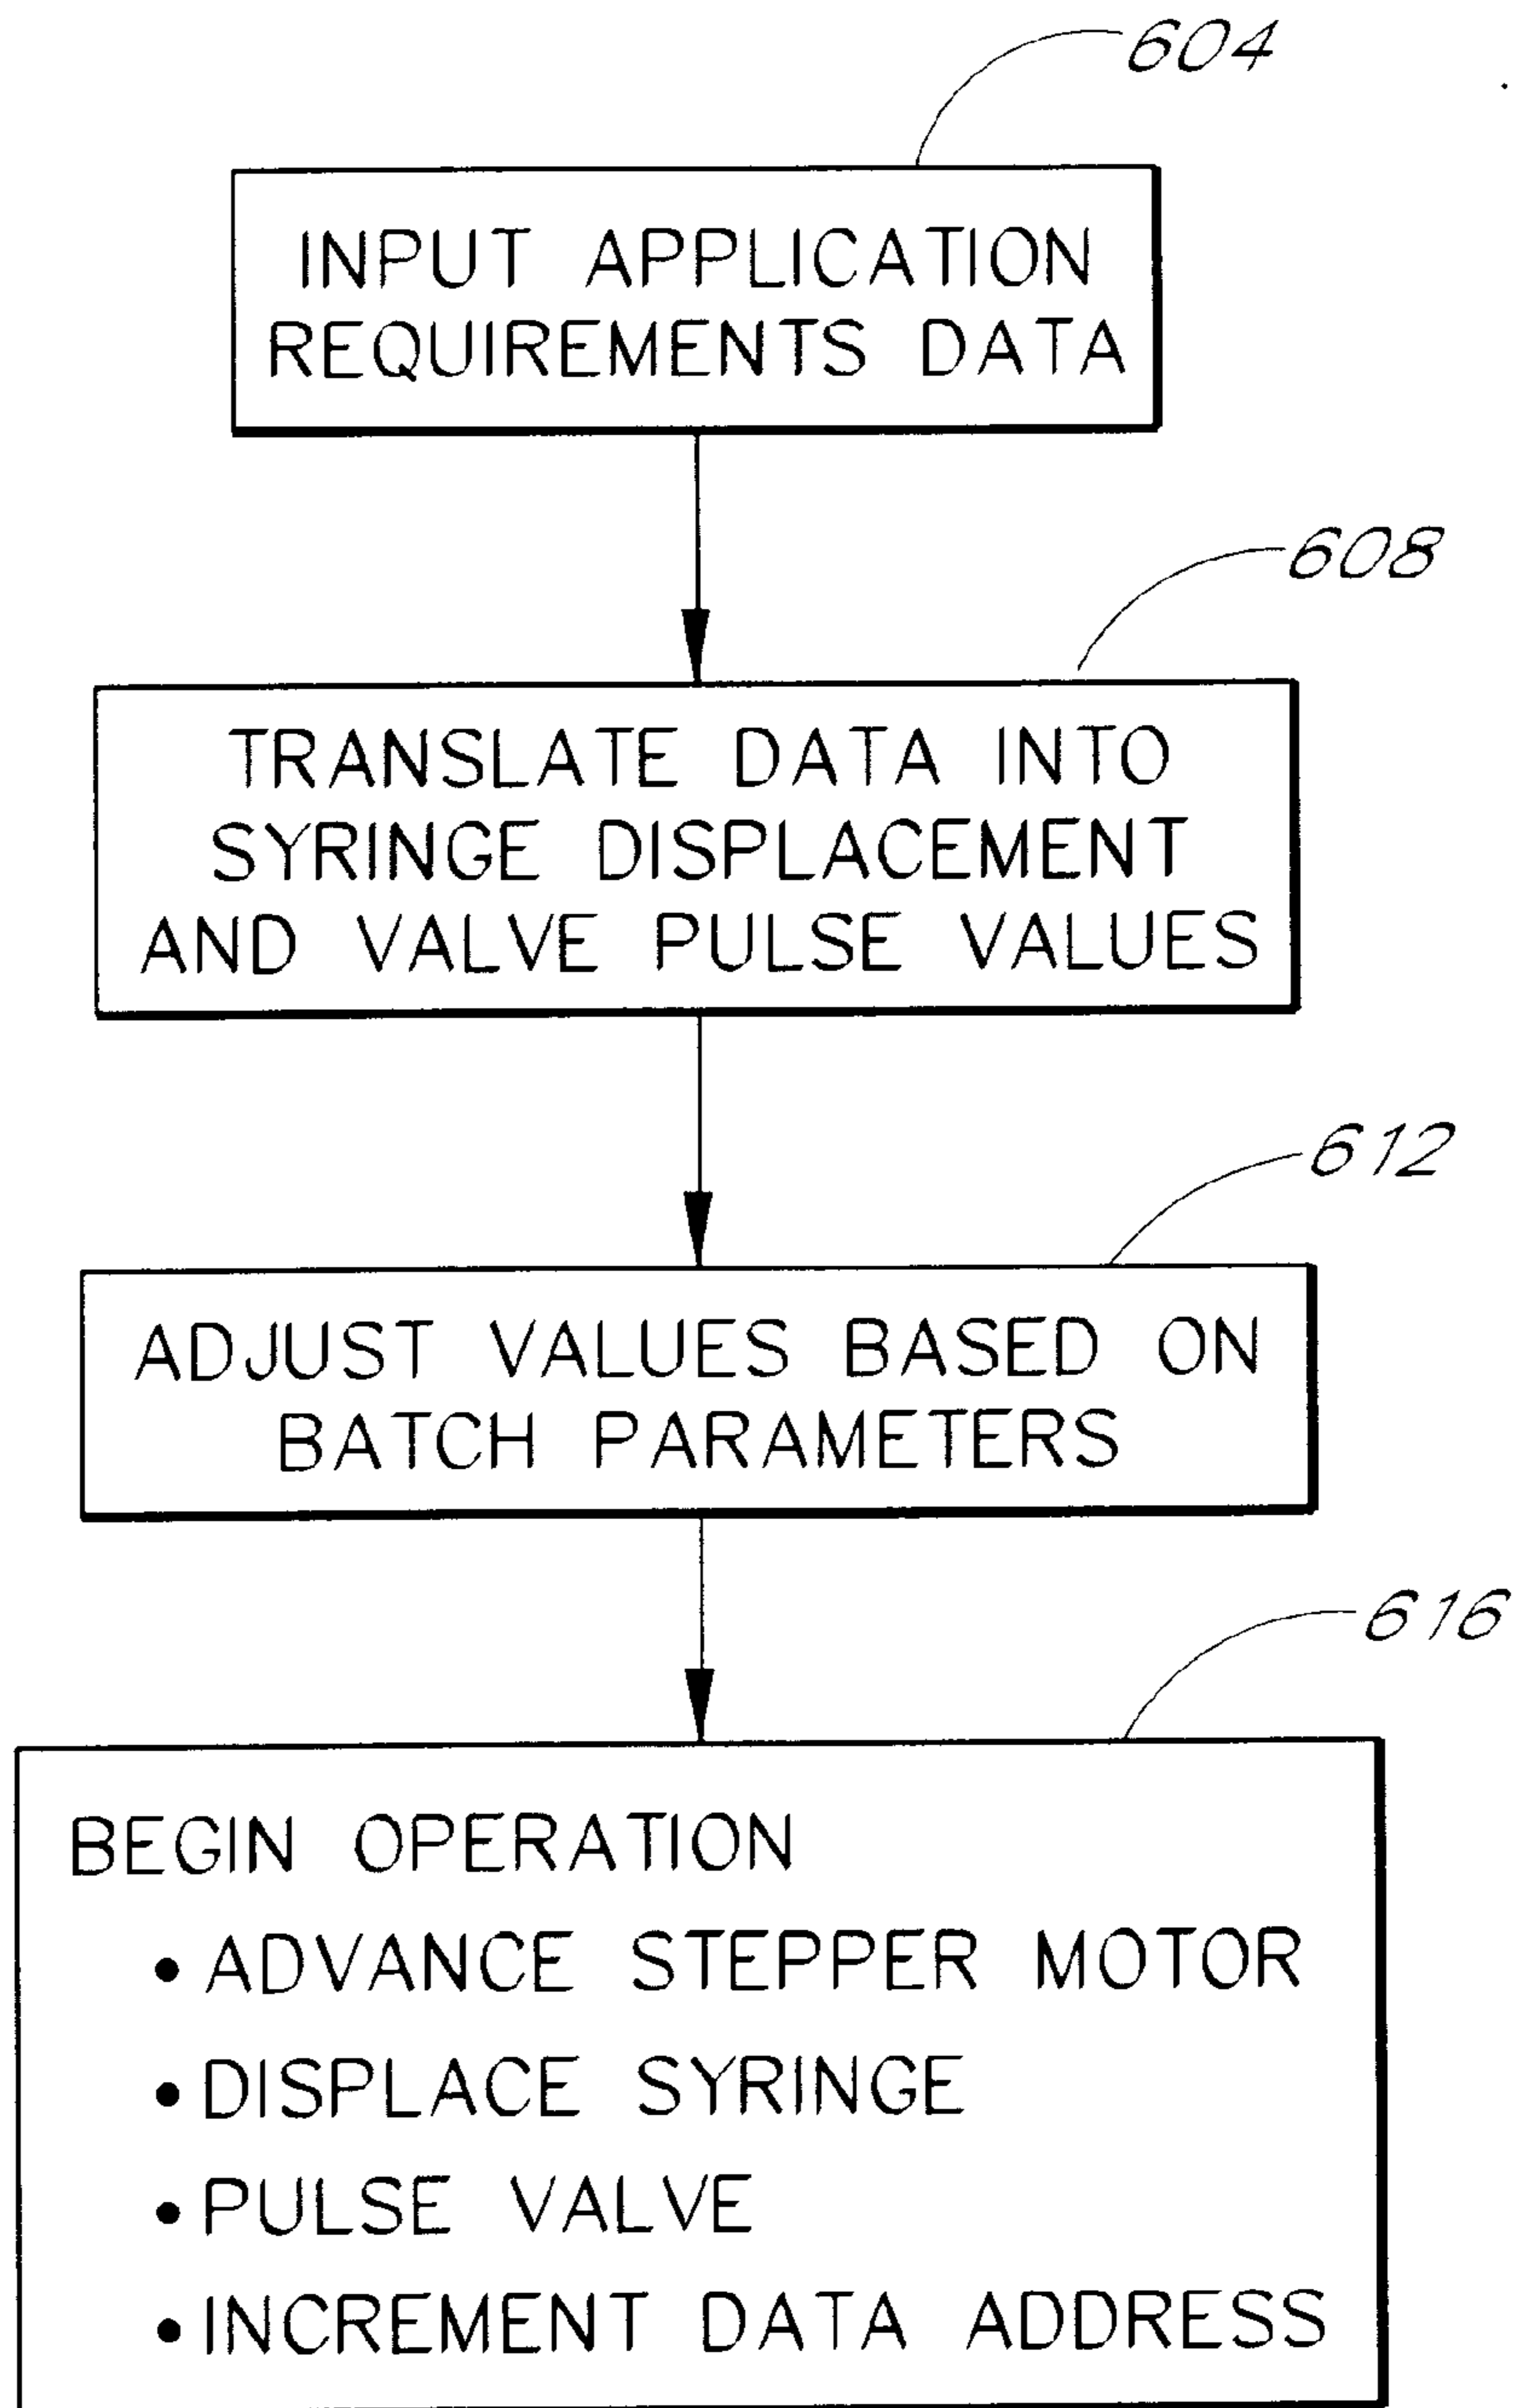 604
INPUT APPLICATION
REQUIREMENTS DATA
608
TRANSLATE DATA INTO
SYRINGE DISPLACEMENT
AND VALVE PULSE VALUES
612
ADJUST VALUES BASED ON
BATCH PARAMETERS
616
BEGIN OPERATION
• ADVANCE STEPPER MOTOR
• DISPLACE SYRINGE
• PULSE VALVE
• INCREMENT DATA ADDRESS